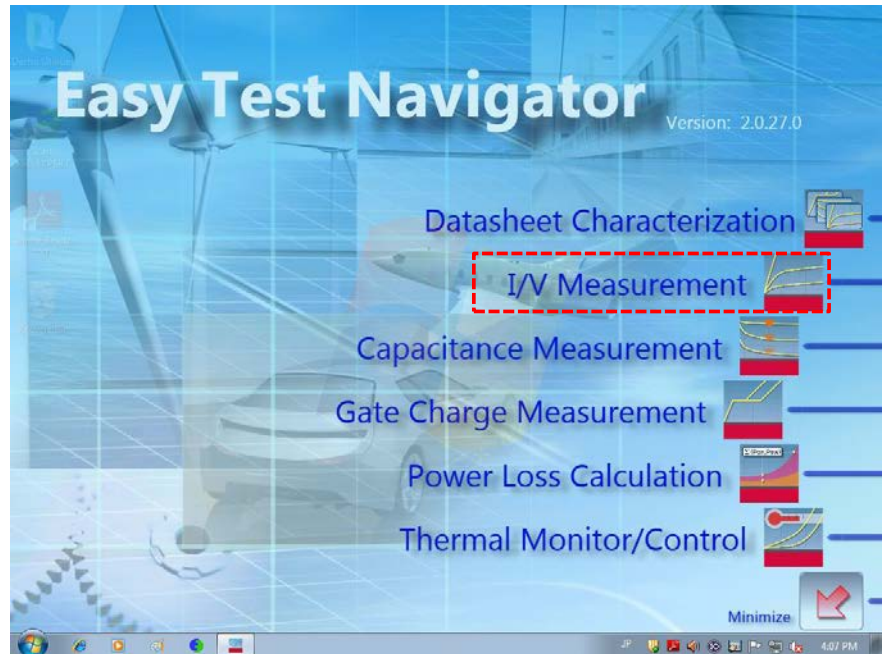 Easy Test Navigator
Version: 2.0.27.0
Datasheet Characterization
I/V Measurement
Capacitance Measurement
Gate Charge Measurement
Power Loss Calculation
Thermal Monitor/Control
Minimize
JP
4:07 PM